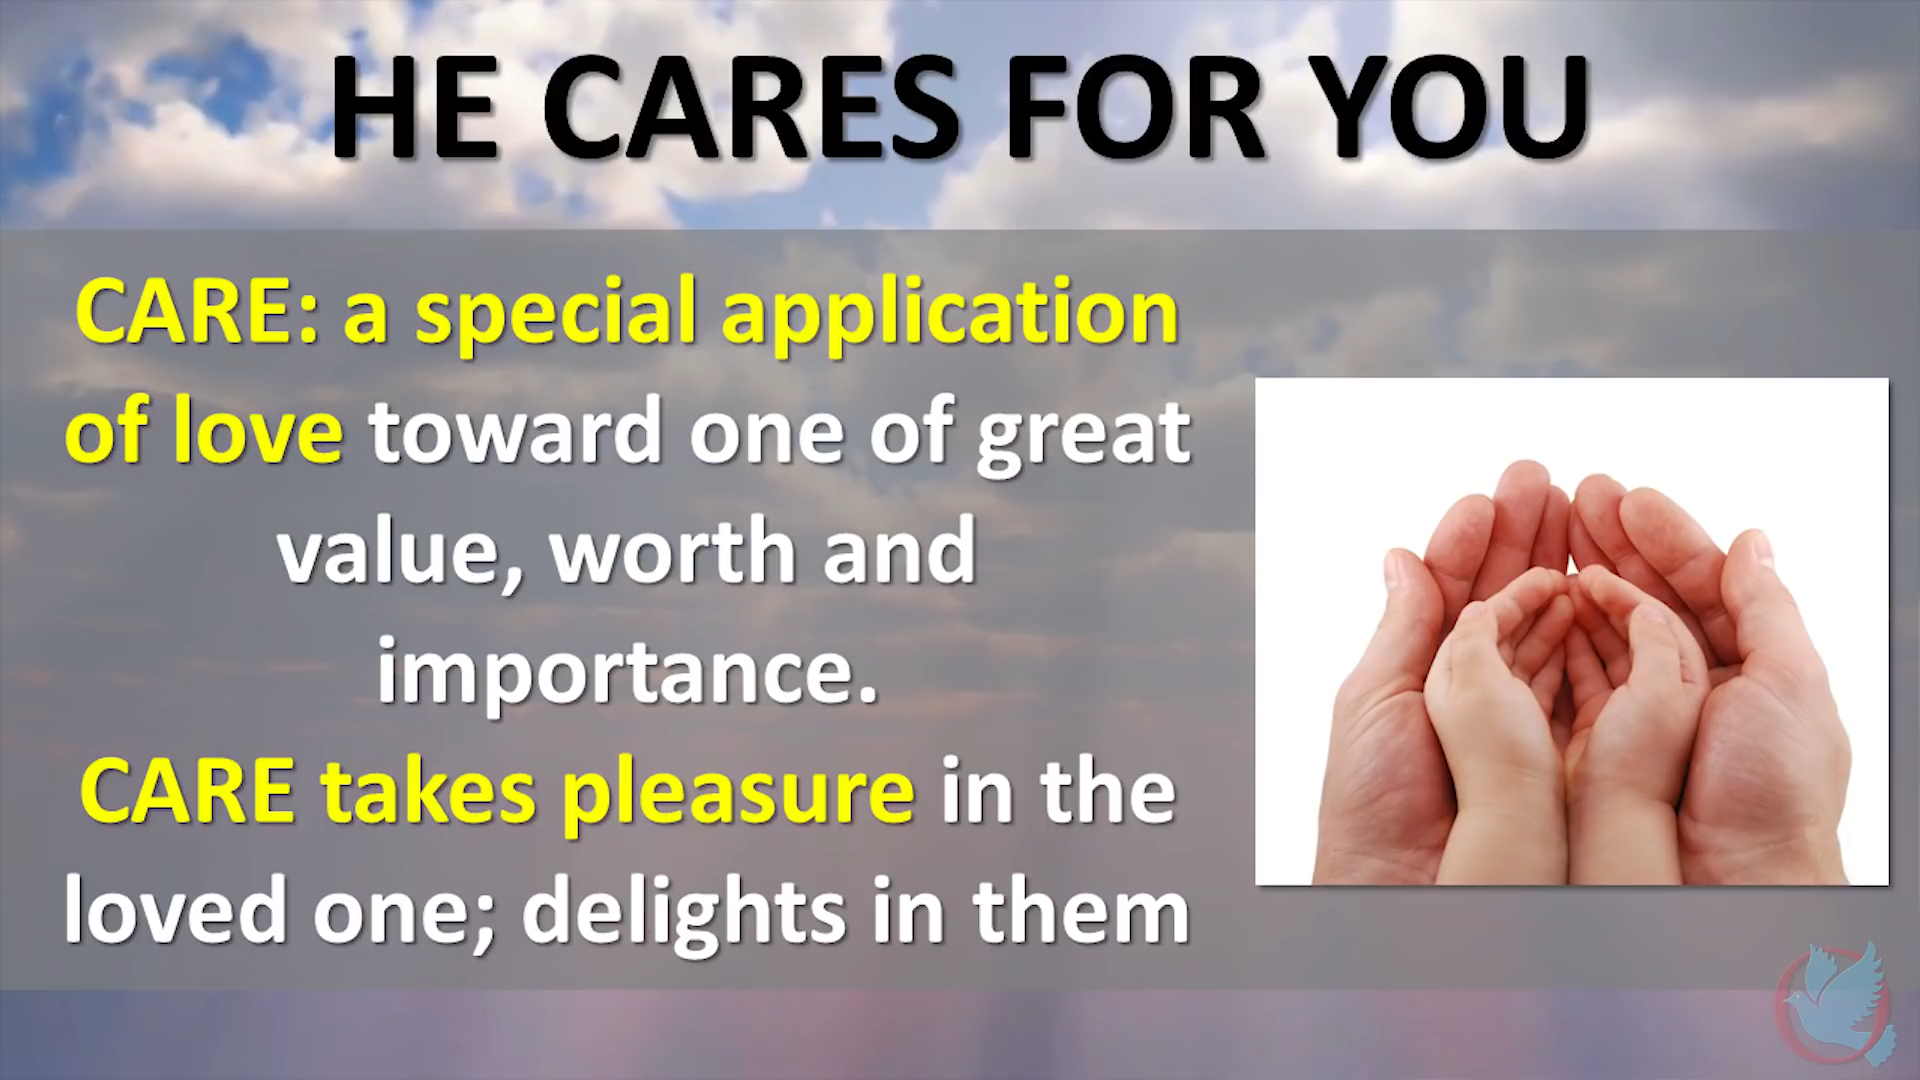 HE CARES FOR YOU
CARE: a special application
of love toward one of great
value, worth and
importance.
CARE takes pleasure in the
loved one; delights in them